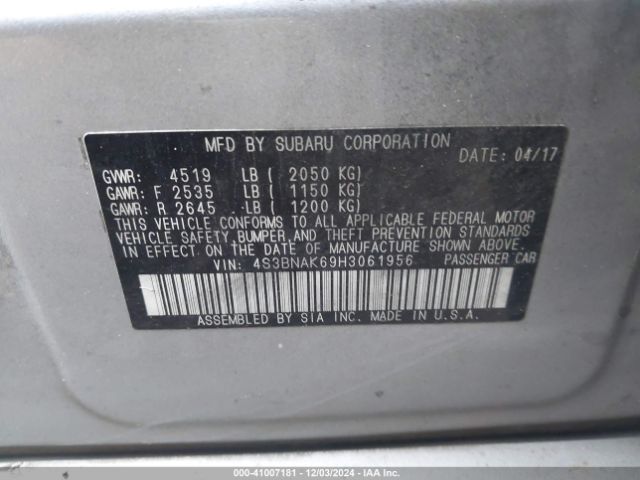 MFD BY SUBARU CORPORATION
DATE: 04/17
GVWR: 4519 LB ( 2050 KG)
GAWR: F 2535 LB ( 1150 KG)
GAWR: R 2645 LB ( 1200 KG)
THIS VEHICLE CONFORMS TO ALL APPLICABLE FEDERAL MOTOR
VEHICLE SAFETY, BUMPER AND THEFT PREVENTION STANDARDS
IN EFFECT ON THE DATE OF MANUFACTURE SHOWN ABOVE.
VIN: 4S3BNAK69H3061956 PASSENGER CAR
ASSEMBLED BY SIA INC. MADE IN U.S.A.
000-41007181 - 12/03/2024 - IAA Inc.